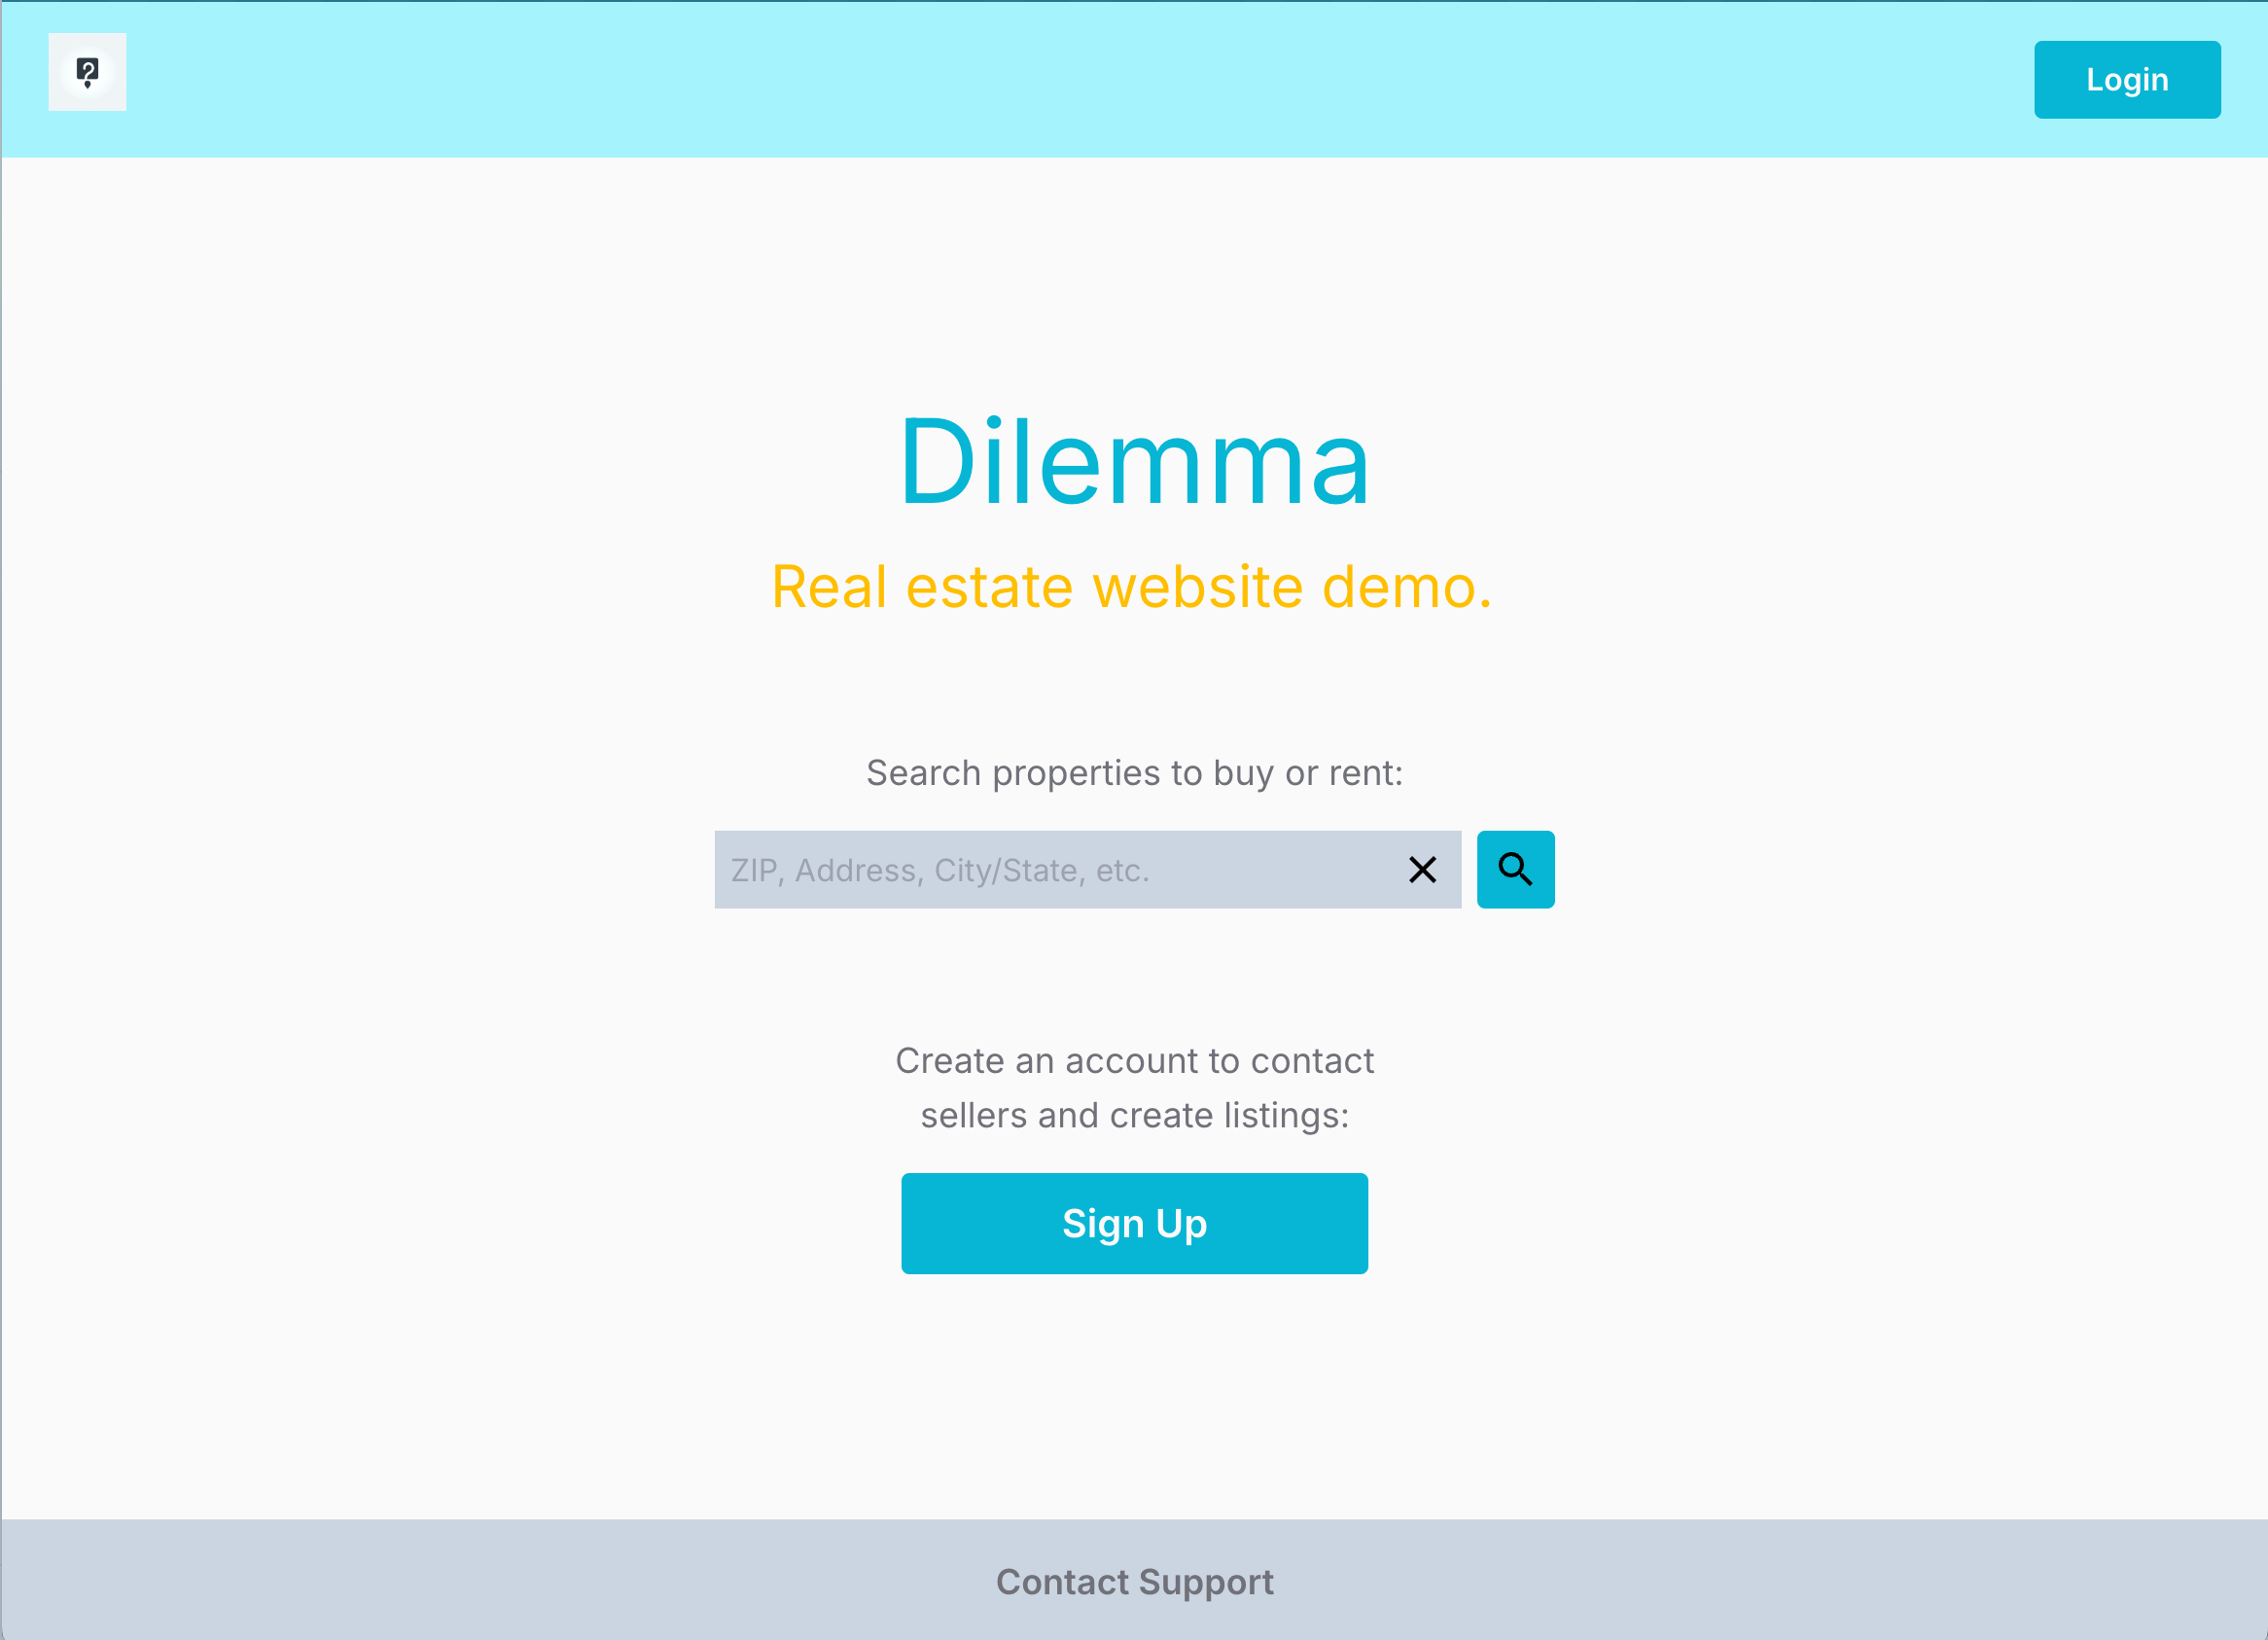 ?
Login
Dilemma
Real estate website demo.
Search properties to buy or rent:
ZIP, Address, City/State, etc.
Create an account to contact
sellers and create listings:
Sign Up
Contact Support